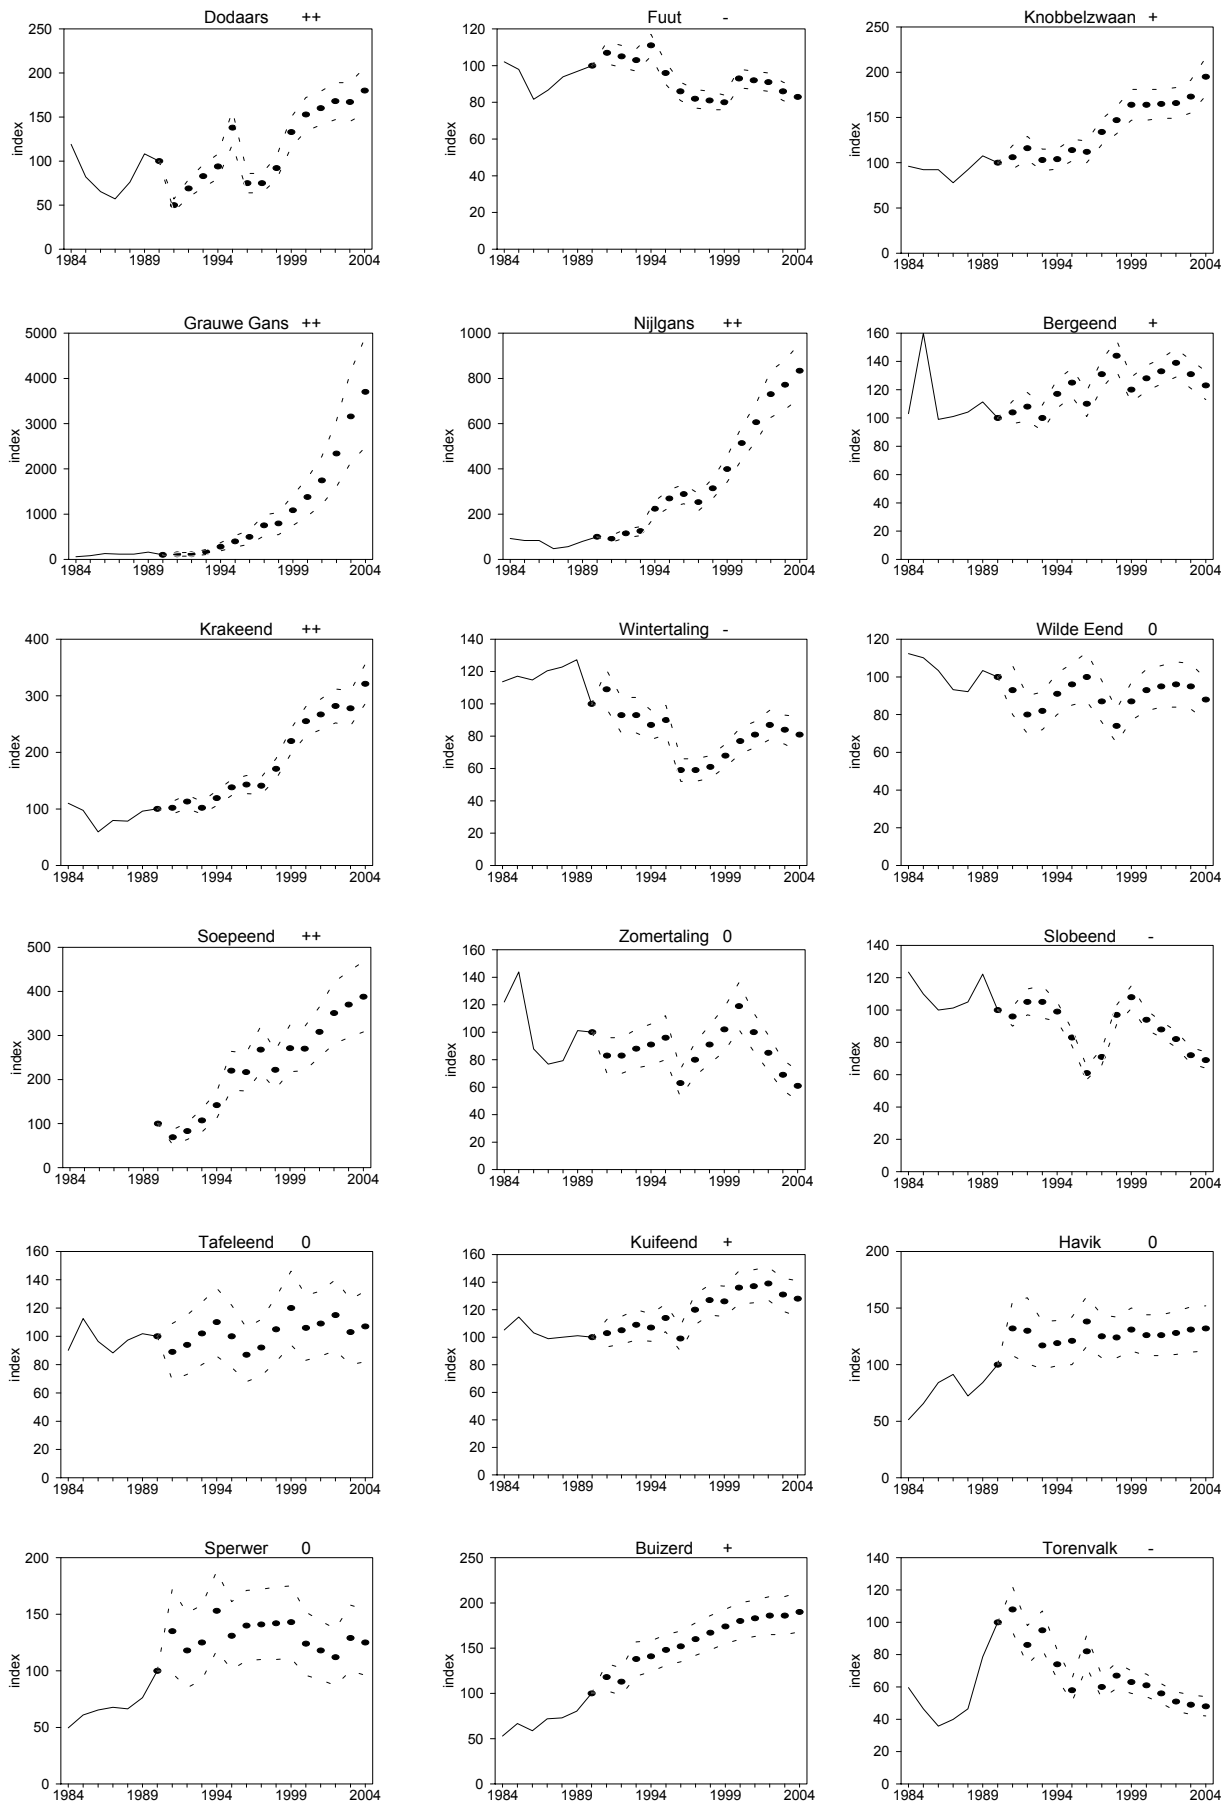 Dodaars ++
250
200
150
100
50
0
index
1984 1989 1994 1999 2004
Fuut -
120
100
80
60
40
20
0
index
1984 1989 1994 1999 2004
Knobbelzwaan +
250
200
150
100
50
0
index
1984 1989 1994 1999 2004
Grauwe Gans ++
5000
4000
3000
2000
1000
0
index
1984 1989 1994 1999 2004
Nijlgans ++
1000
800
600
400
200
0
index
1984 1989 1994 1999 2004
Bergeend +
160
140
120
100
80
60
40
20
0
index
1984 1989 1994 1999 2004
Krakeend ++
400
300
200
100
0
index
1984 1989 1994 1999 2004
Wintertaling -
140
120
100
80
60
40
20
0
index
1984 1989 1994 1999 2004
Wilde Eend 0
120
100
80
60
40
20
0
index
1984 1989 1994 1999 2004
Soepeend ++
500
400
300
200
100
0
index
1984 1989 1994 1999 2004
Zomertaling 0
160
140
120
100
80
60
40
20
0
index
1984 1989 1994 1999 2004
Slobeend -
140
120
100
80
60
40
20
0
index
1984 1989 1994 1999 2004
Tafeleend 0
160
140
120
100
80
60
40
20
0
index
1984 1989 1994 1999 2004
Kuifeend +
160
140
120
100
80
60
40
20
0
index
1984 1989 1994 1999 2004
Havik 0
200
150
100
50
0
index
1984 1989 1994 1999 2004
Sperwer 0
200
150
100
50
0
index
1984 1989 1994 1999 2004
Buizerd +
250
200
150
100
50
0
index
1984 1989 1994 1999 2004
Torenvalk -
140
120
100
80
60
40
20
0
index
1984 1989 1994 1999 2004